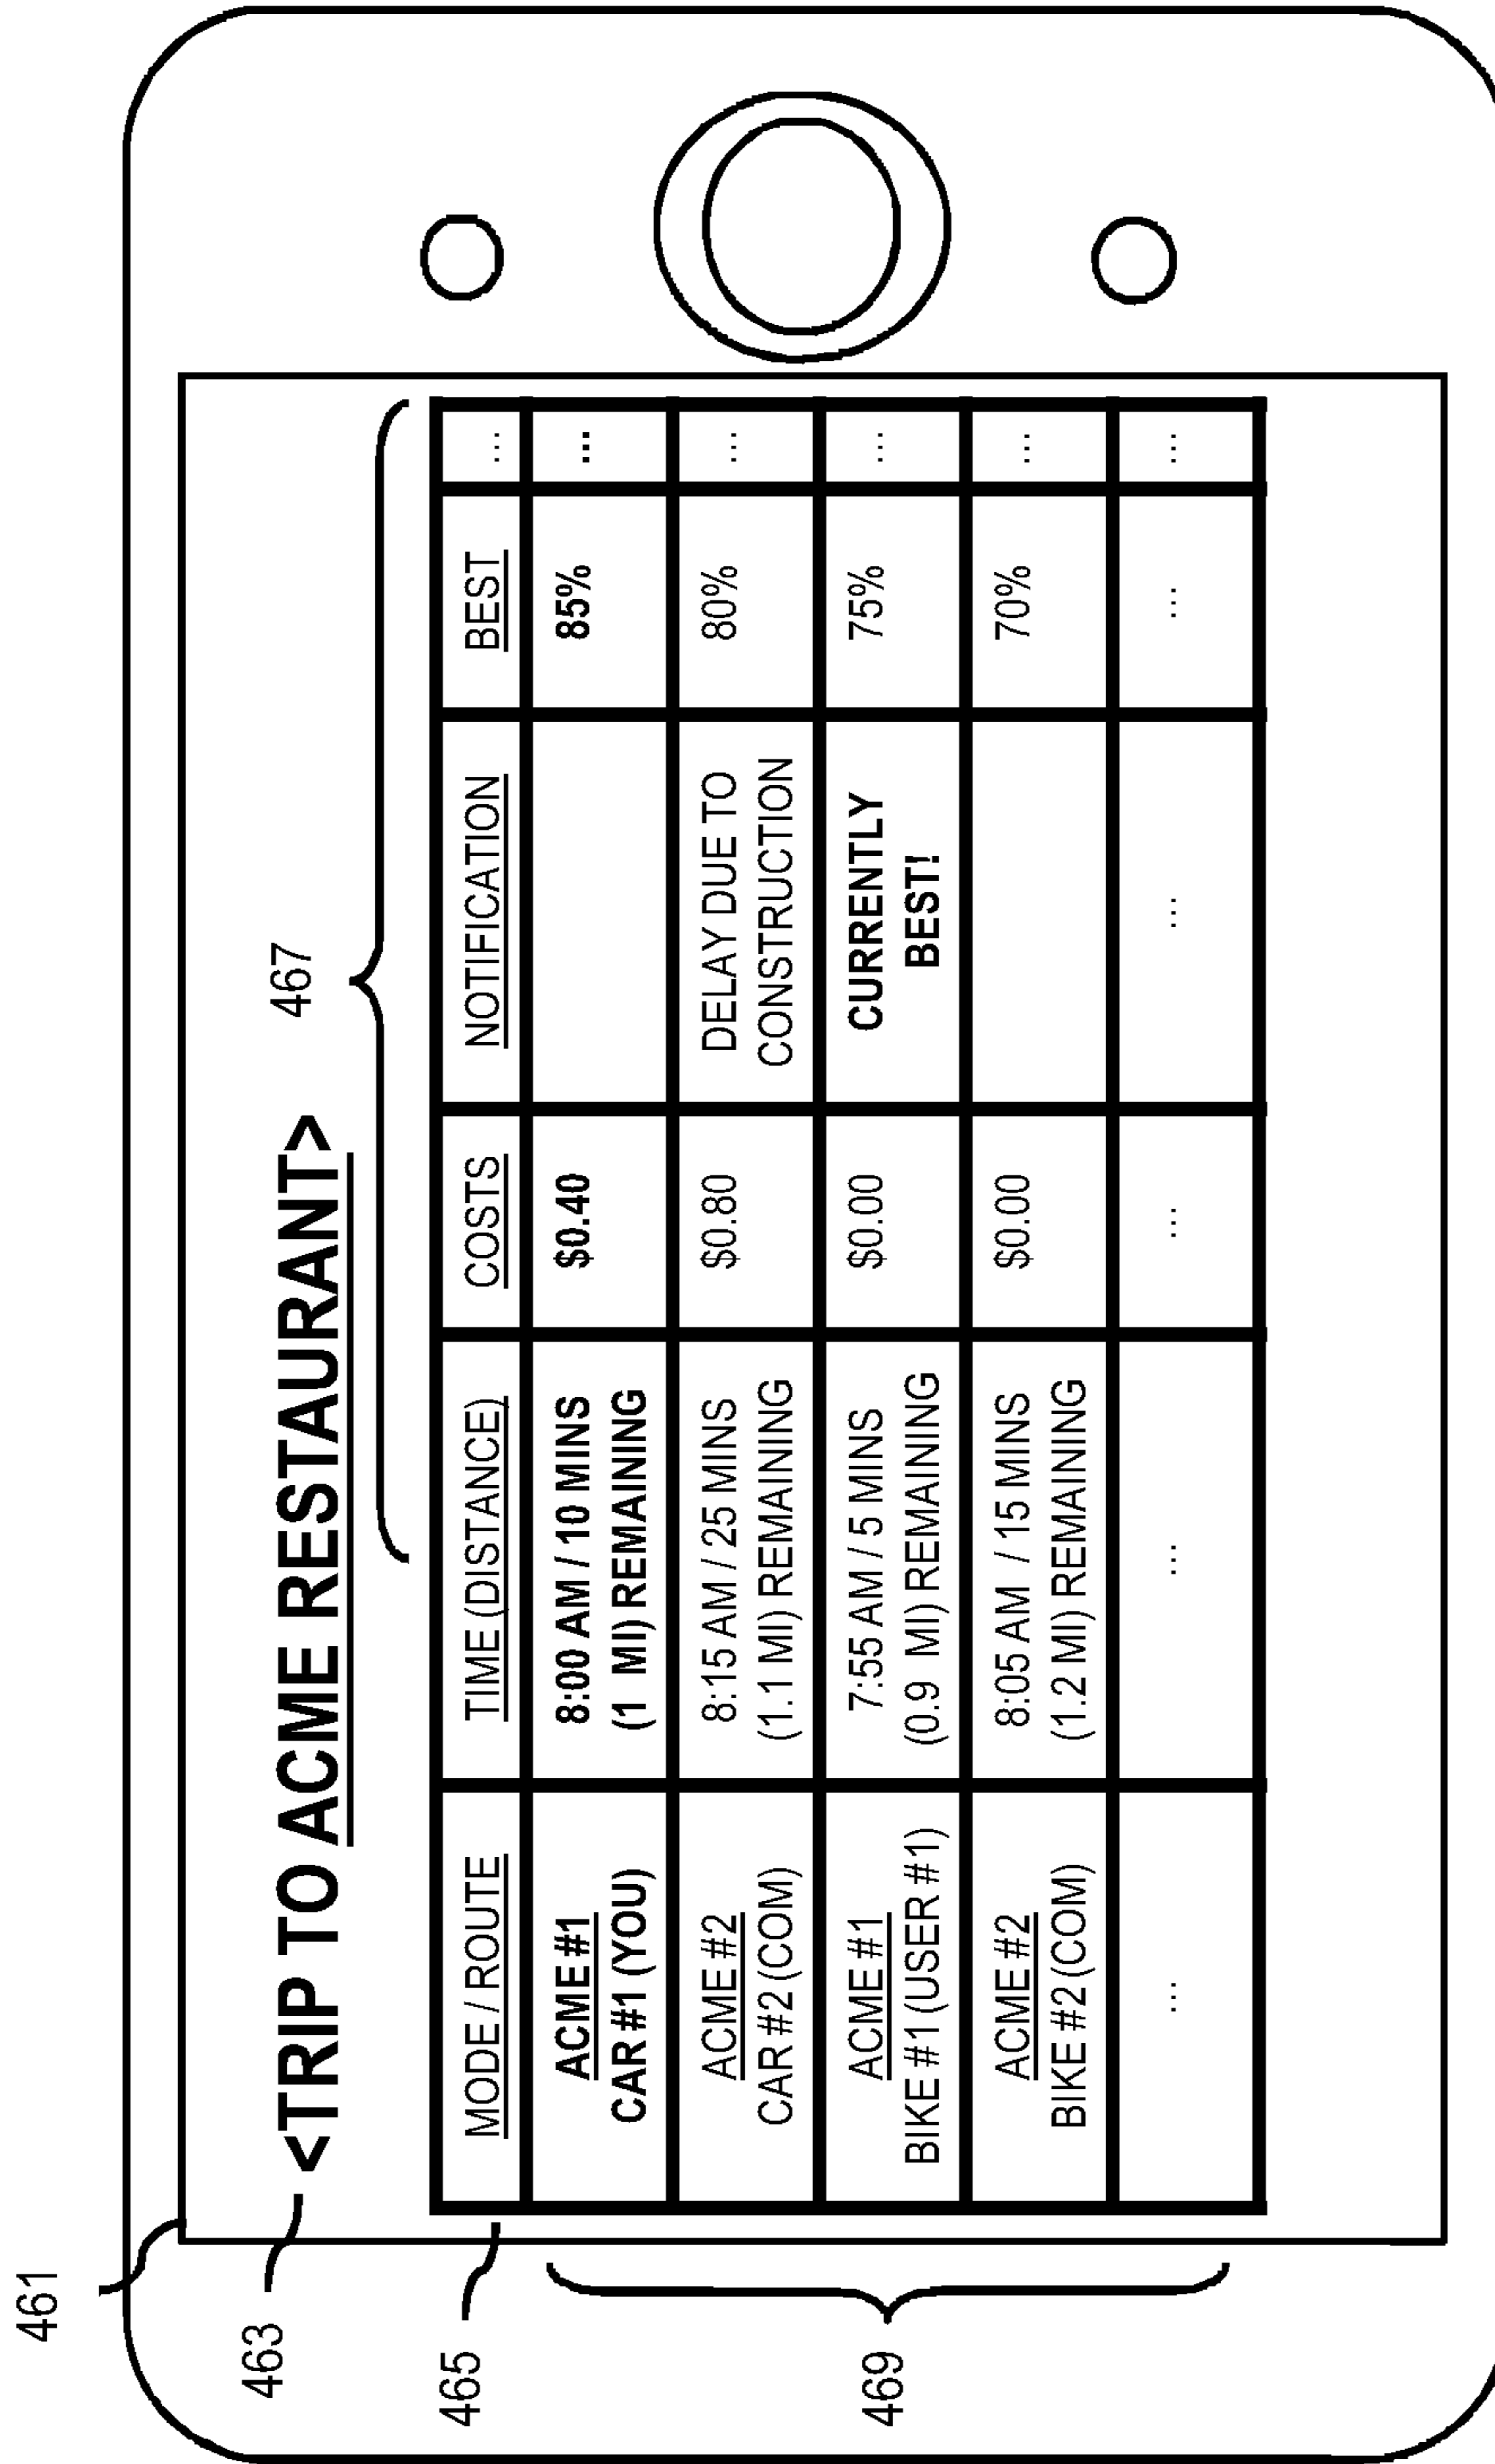 461
463
<TRIP TO ACME RESTAURANT>
467
465
MODE / ROUTE
TIME (DISTANCE)
COSTS
NOTIFICATION
BEST
...
ACME #1
CAR #1 (YOU)
8:00 AM / 10 MINS
(1 MI) REMAINING
$0.40
85%
...
ACME #2
CAR #2 (COM)
8:15 AM / 25 MINS
(1.1 MI) REMAINING
$0.80
DELAY DUE TO
CONSTRUCTION
80%
...
469
ACME #1
BIKE #1 (USER #1)
7:55 AM / 5 MINS
(0.9 MI) REMAINING
$0.00
CURRENTLY
BEST!
75%
...
ACME #2
BIKE #2 (COM)
8:05 AM / 15 MINS
(1.2 MI) REMAINING
$0.00
70%
...
...
...
...
...
...
...